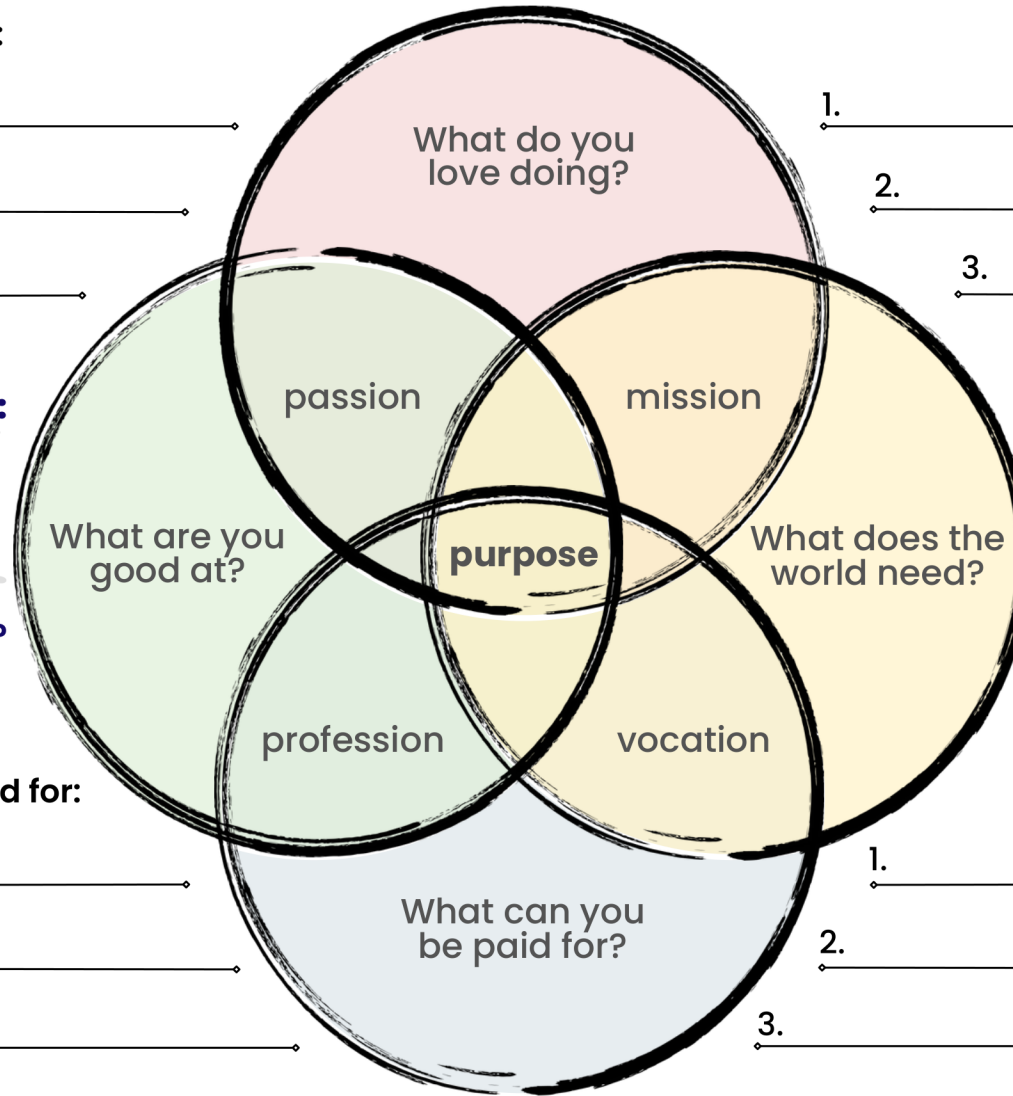 :
1.
What do you
love doing?
2.
3.
passion
mission
:
What are you
good at?
purpose
What does the
world need?
?
profession
vocation
d for:
1.
What can you
be paid for?
2.
3.